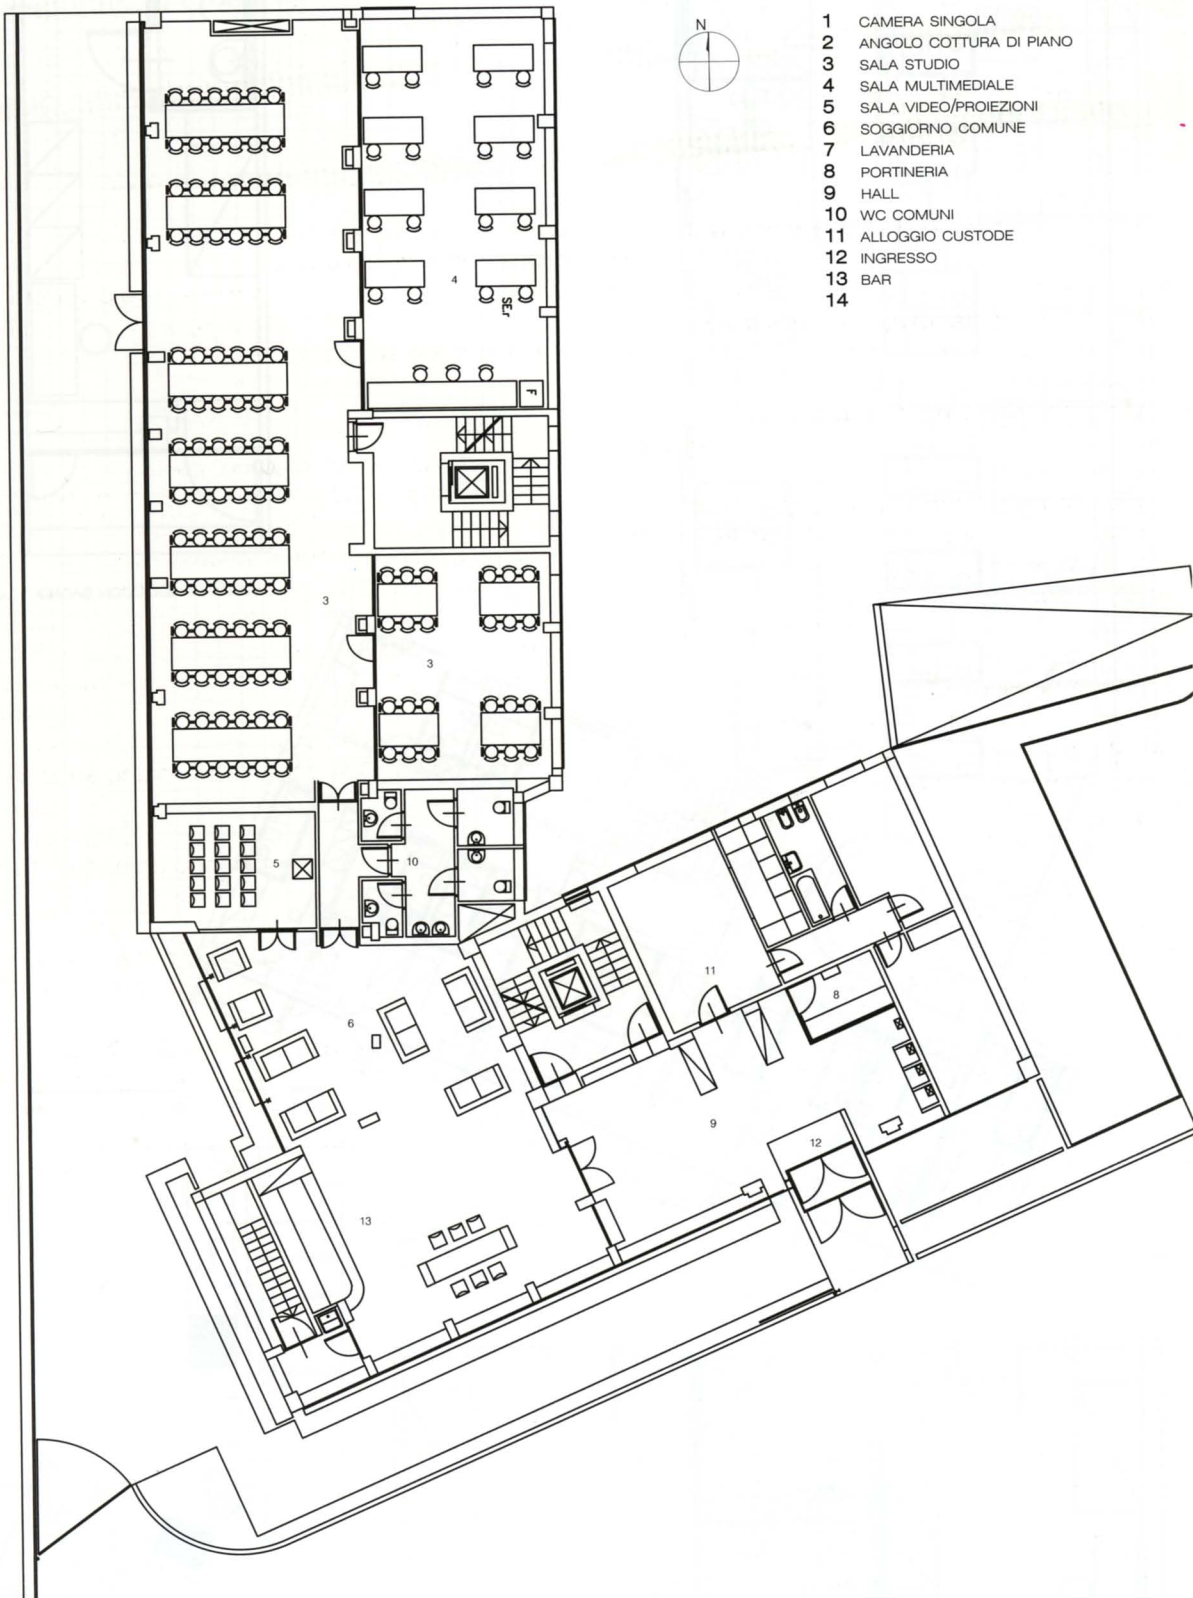 N
1 CAMERA SINGOLA
2 ANGOLO COTTURA DI PIANO
3 SALA STUDIO
4 SALA MULTIMEDIALE
5 SALA VIDEO/PROIEZIONI
6 SOGGIORNO COMUNE
7 LAVANDERIA
8 PORTINERIA
9 HALL
10 WC COMUNI
11 ALLOGGIO CUSTODE
12 INGRESSO
13 BAR
14
4
SE.r
F
3
3
5
10
11
8
6
9
12
13